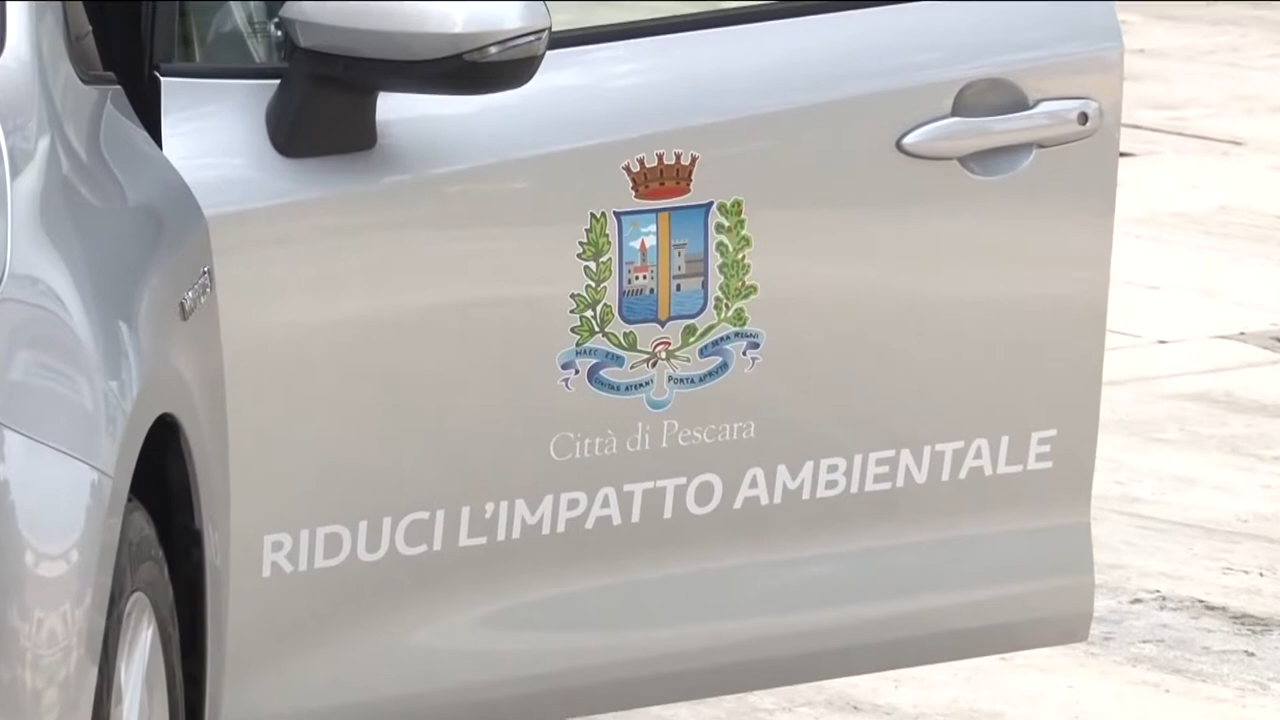 HAEC EST
CIVITAS ATERNI
PORTA APRVTII
ET SERA REGNI
Città di Pescara
RIDUCI L'IMPATTO AMBIENTALE